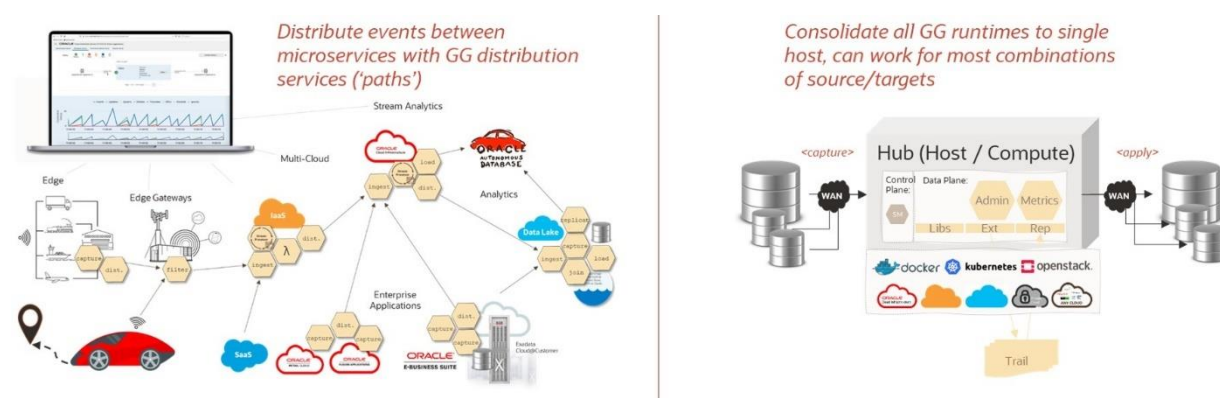 Distribute events between
microservices with GG distribution
services ('paths')
Stream Analytics
Multi-Cloud
Edge
Edge Gateways
capture
dist.
filter
IaaS
ingest
λ
dist.
SaaS
ORACLE
ingest
load
dist.
ORACLE
AUTONOMOUS
DATABASE
Analytics
Data Lake
replicat
capture
ingest
load
Enterprise
Applications
dist.
capture
capture
ORACLE
ORACLE
dist.
capture
capture
ORACLE
E-BUSINESS SUITE
Exadata
Cloud@Customer
Consolidate all GG runtimes to single
host, can work for most combinations
of source/targets
<capture>
WAN
Hub (Host / Compute)
Control
Plane:
SM
Data Plane:
Admin
Metrics
Libs
Ext
Rep
<apply>
WAN
docker
kubernetes
openstack.
ORACLE
Trail